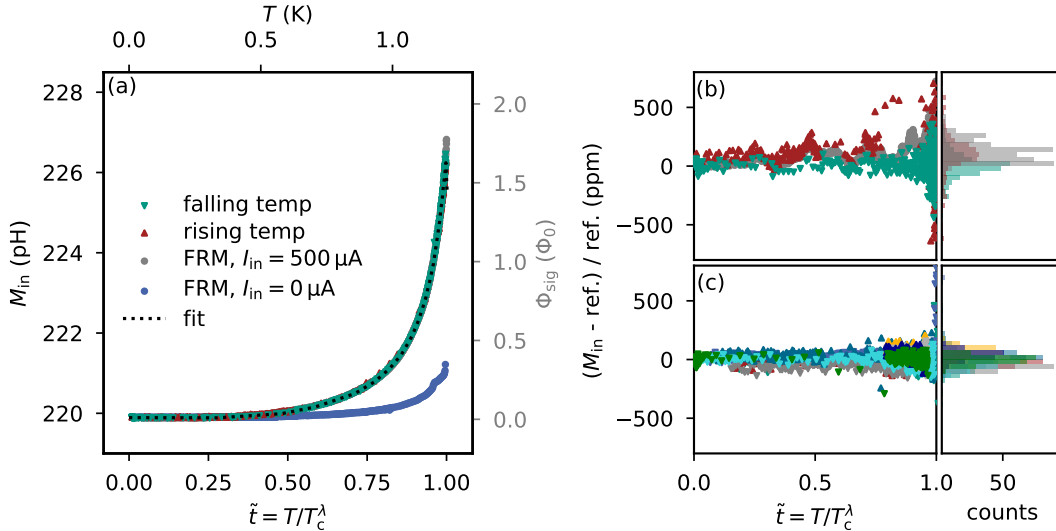 T (K)
0.0 0.5 1.0
(a)
228
226
224
222
220
M_in (pH)
falling temp
rising temp
FRM, I_in = 500 μA
FRM, I_in = 0 μA
fit
2.0
1.5
1.0
0.5
0.0
Φ_sig (Φ_0)
0.00 0.25 0.50 0.75 1.00
t̃ = T/T_c^λ
(b)
500
0
−500
(M_in - ref.) / ref. (ppm)
(c)
500
0
−500
0.0 0.5 1.0
t̃ = T/T_c^λ
50
counts